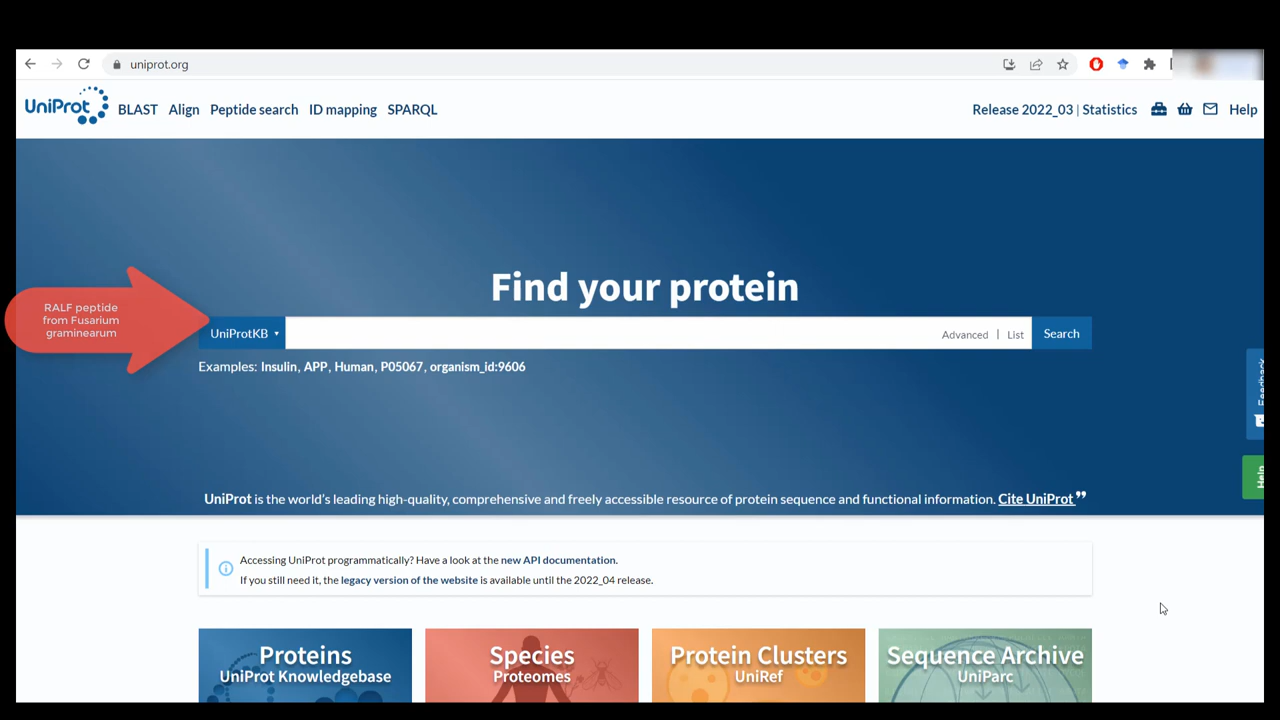 uniprot.org
UniProt BLAST Align Peptide search ID mapping SPARQL Release 2022_03 | Statistics Help
Find your protein
RALF peptide
from Fusarium
graminearum
UniProtKB Advanced | List Search
Examples: Insulin, APP, Human, P05067, organism_id:9606
Feedback
Help
UniProt is the world's leading high-quality, comprehensive and freely accessible resource of protein sequence and functional information. Cite UniProt ”
Accessing UniProt programmatically? Have a look at the new API documentation.
If you still need it, the legacy version of the website is available until the 2022_04 release.
Proteins
UniProt Knowledgebase
Species
Proteomes
Protein Clusters
UniRef
Sequence Archive
UniParc